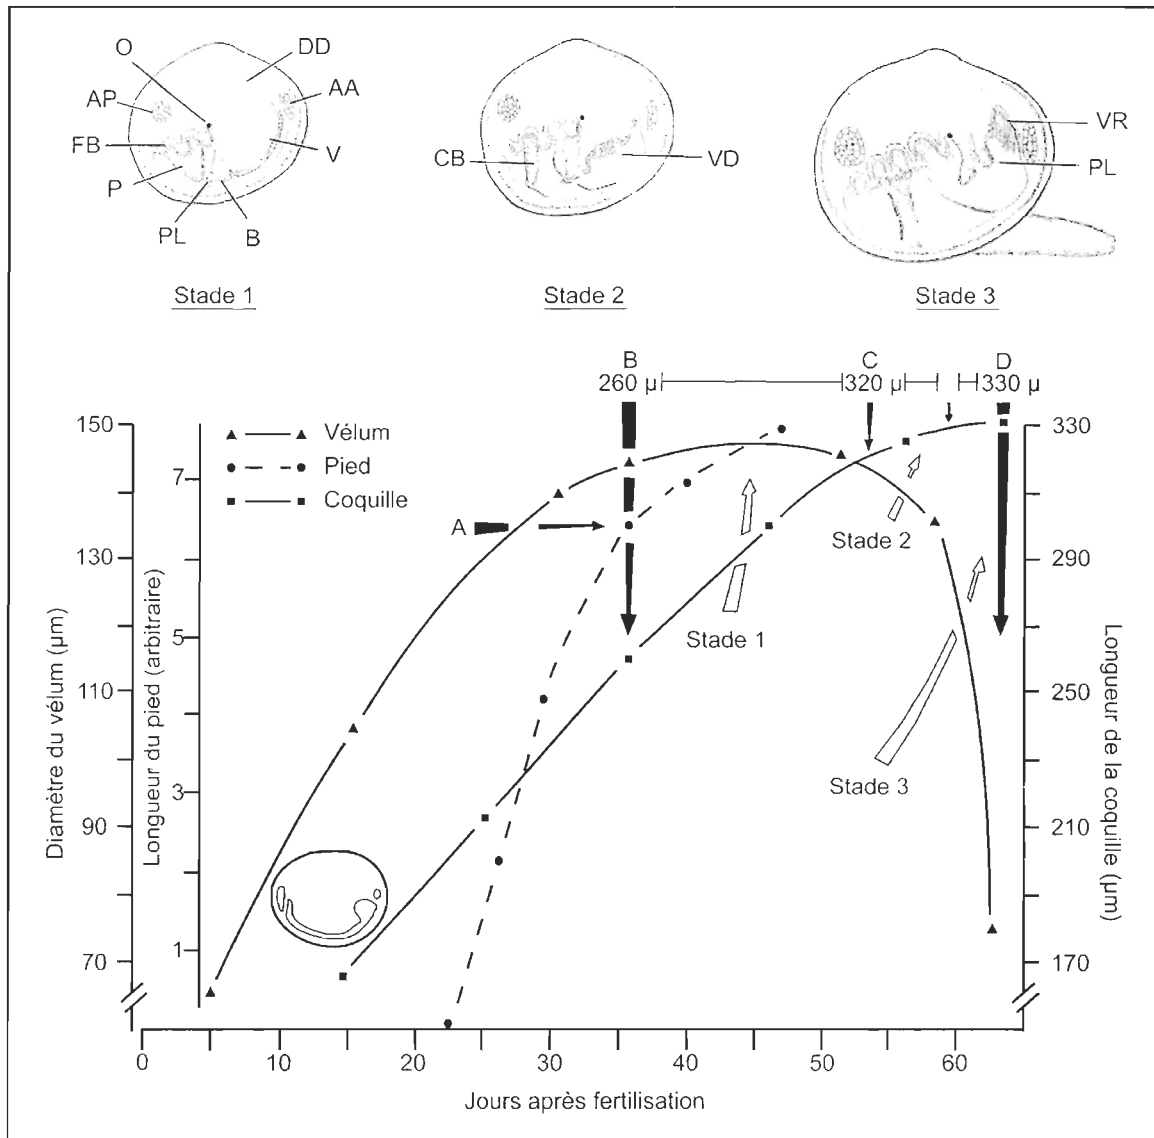 O
DD
AP
AA
FB
V
P
PL
B
CB
VD
VR
PL
Stade 1
Stade 2
Stade 3
B
C
D
260 µ
320 µ
330 µ
Vélum
Pied
Coquille
A
Stade 1
Stade 2
Stade 3
Diamètre du vélum (µm)
150
130
110
90
70
Longueur du pied (arbitraire)
7
5
3
1
330
290
250
210
170
Longueur de la coquille (µm)
0
10
20
30
40
50
60
Jours après fertilisation